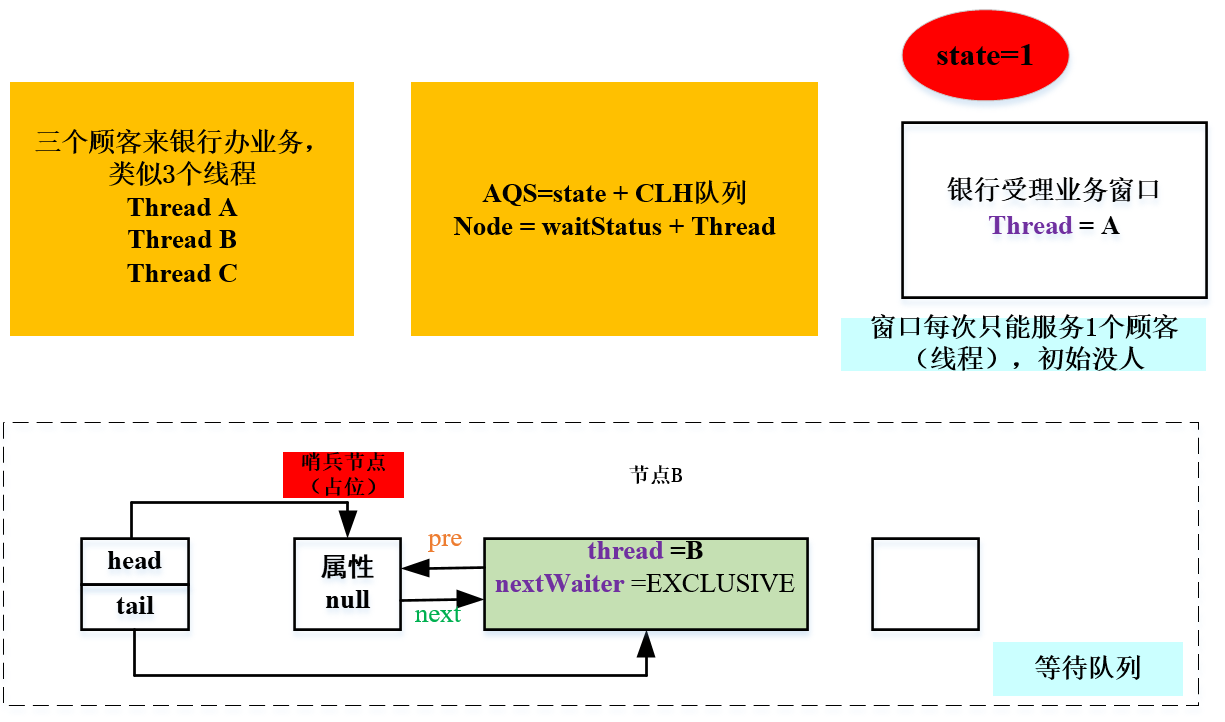 state=1
三个顾客来银行办业务，
类似3个线程
Thread A
Thread B
Thread C
AQS=state + CLH队列
Node = waitStatus + Thread
银行受理业务窗口
Thread = A
窗口每次只能服务1个顾客
（线程），初始没人
哨兵节点
（占位）
节点B
head
tail
属性
null
pre
next
thread =B
nextWaiter =EXCLUSIVE
等待队列